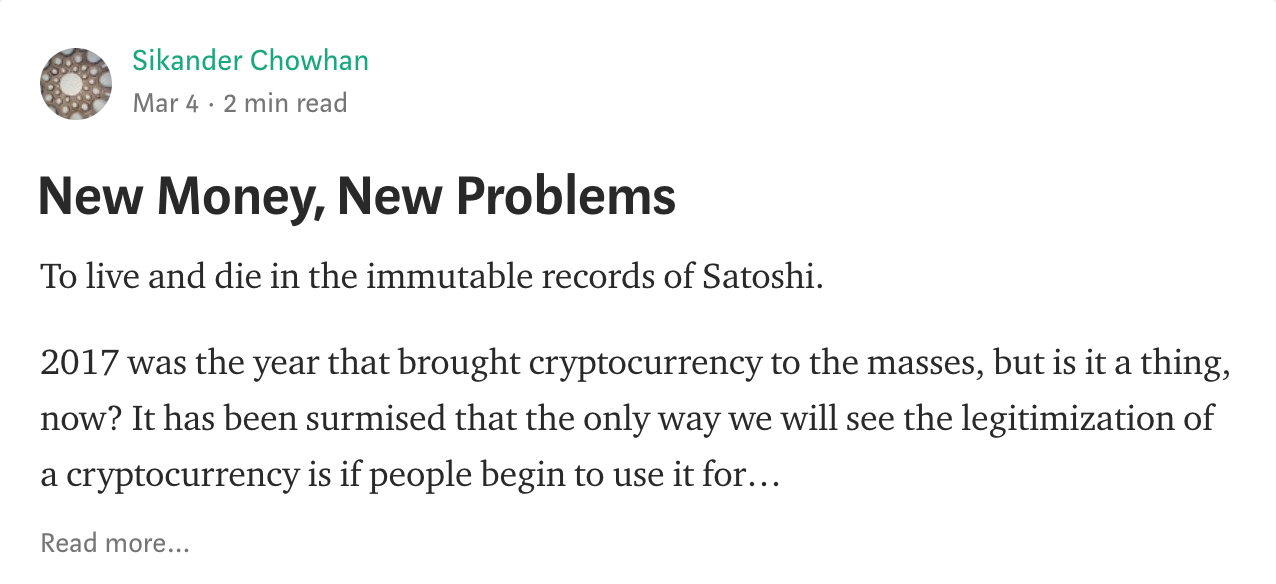 Sikander Chowhan
Mar 4 · 2 min read
New Money, New Problems
To live and die in the immutable records of Satoshi.
2017 was the year that brought cryptocurrency to the masses, but is it a thing,
now? It has been surmised that the only way we will see the legitimization of
a cryptocurrency is if people begin to use it for…
Read more…